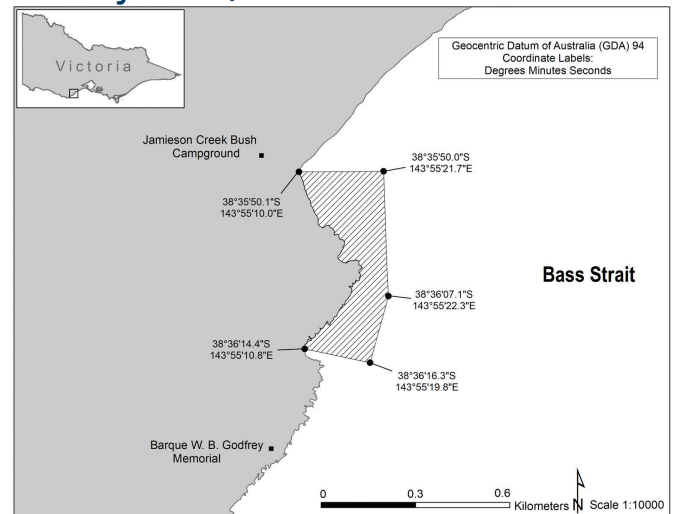 Geocentric Datum of Australia (GDA) 94
Coordinate Labels:
Degrees Minutes Seconds
Victoria
Jamieson Creek Bush
Campground
38°35'50.0"S
143°55'21.7"E
38°35'50.1"S
143°55'10.0"E
Bass Strait
38°36'07.1"S
143°55'22.3"E
38°36'14.4"S
143°55'10.8"E
38°36'16.3"S
143°55'19.8"E
Barque W. B. Godfrey
Memorial
0 0.3 0.6
Kilometers N Scale 1:10000